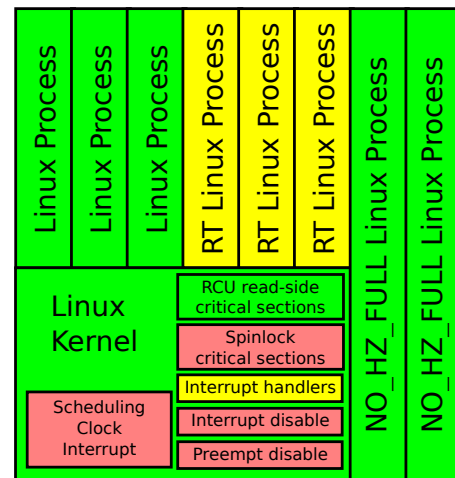 Linux Process
Linux Process
Linux Process
RT Linux Process
RT Linux Process
RT Linux Process
NO_HZ_FULL Linux Process
NO_HZ_FULL Linux Process
Linux
Kernel
RCU read-side
critical sections
Spinlock
critical sections
Interrupt handlers
Scheduling
Clock
Interrupt
Interrupt disable
Preempt disable